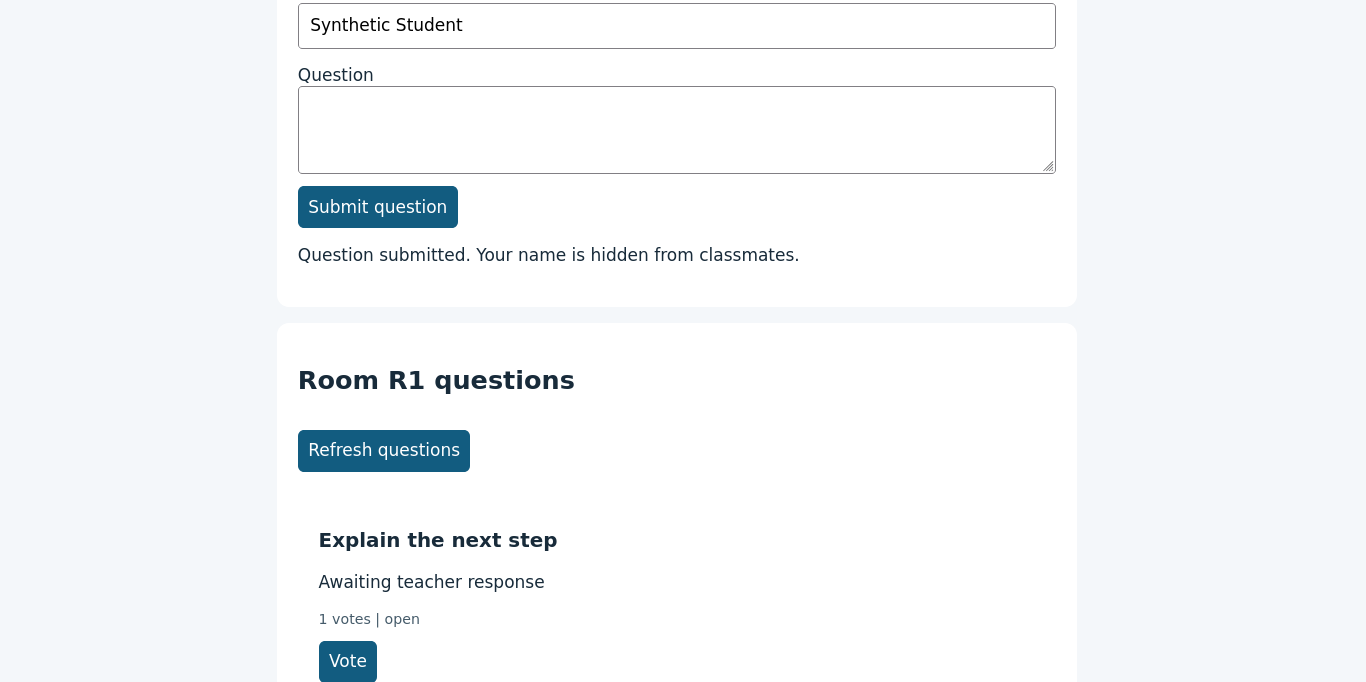 Synthetic Student
Question
Submit question
Question submitted. Your name is hidden from classmates.
Room R1 questions
Refresh questions
Explain the next step
Awaiting teacher response
1 votes | open
Vote